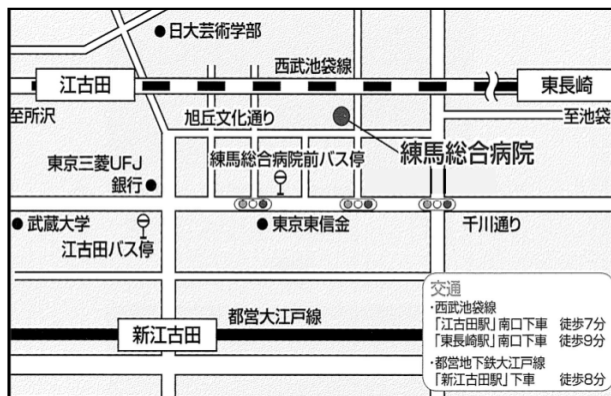 日大芸術学部
西武池袋線
江古田
東長崎
至所沢
旭丘文化通り
至池袋
練馬総合病院
東京三菱UFJ
銀行
練馬総合病院前バス停
武蔵大学
江古田バス停
東京東信金
千川通り
都営大江戸線
新江古田
交通
・西武池袋線
「江古田駅」南口下車 徒歩7分
「東長崎駅」南口下車 徒歩9分
・都営地下鉄大江戸線
「新江古田駅」下車 徒歩8分